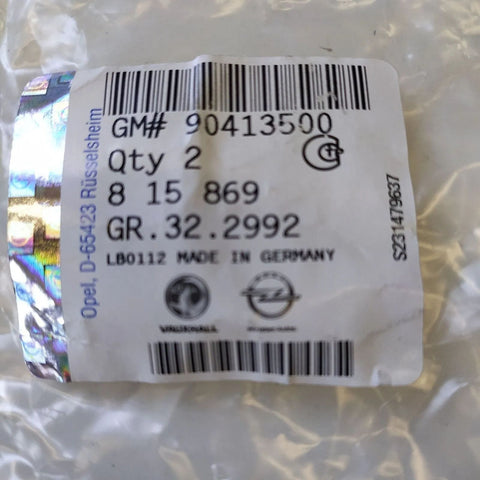 GM# 90413500
Qty 2
8 15 869
GR.32.2992
LB0112 MADE IN GERMANY
VAUXHALL
Opel, D-65423 Rüsselsheim
S231479637